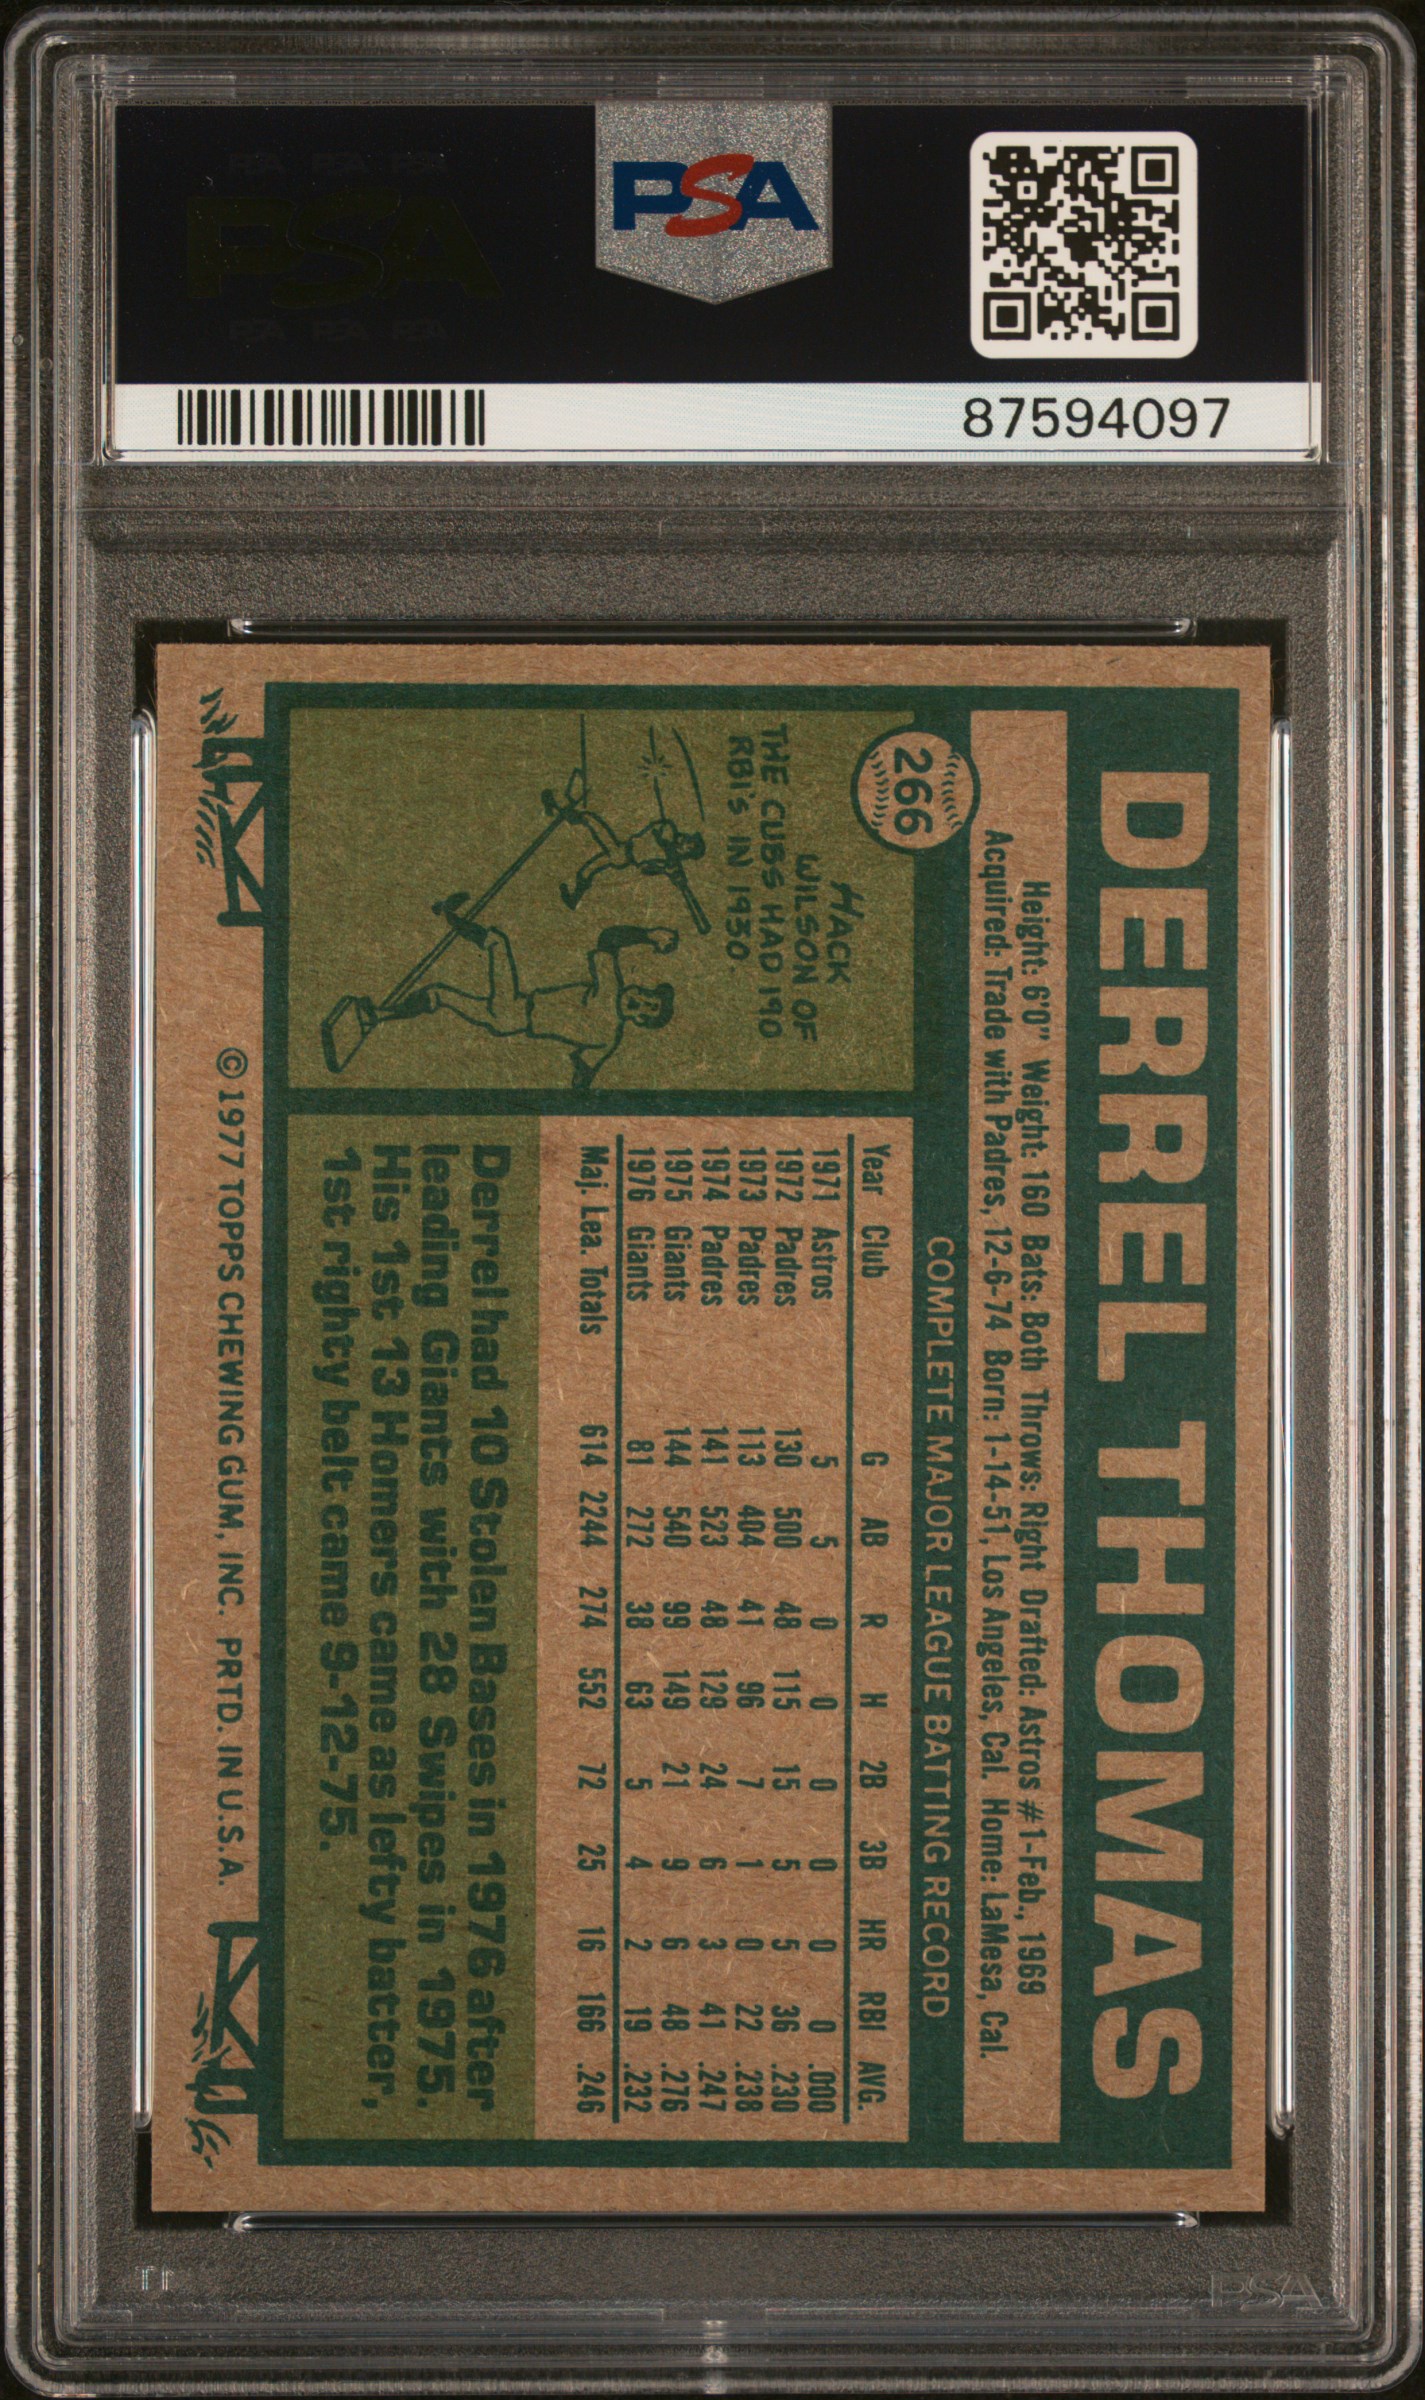 PSA
87594097
DERREL THOMAS
Height: 6'0" Weight: 160 Bats: Both Throws: Right Drafted: Astros #1-Feb., 1969
Acquired: Trade with Padres, 12-6-74 Born: 1-14-51, Los Angeles, Cal. Home: LaMesa, Cal.
266
COMPLETE MAJOR LEAGUE BATTING RECORD
HACK
WILSON OF
THE CUBS HAD 190
RBI's IN 1930.
Year Club G AB R H 2B 3B HR RBI AVG.
1971 Astros 5 5 0 0 0 0 0 0 .000
1972 Padres 130 500 48 115 15 5 5 36 .230
1973 Padres 113 404 41 96 7 1 0 22 .238
1974 Padres 141 523 48 129 24 6 3 41 .247
1975 Giants 144 540 99 149 21 9 6 48 .276
1976 Giants 81 272 38 63 5 4 2 19 .232
Maj. Lea. Totals 614 2244 274 552 72 25 16 166 .246
Derrel had 10 Stolen Bases in 1976 after
leading Giants with 28 Swipes in 1975.
His 1st 13 Homers came as lefty batter,
1st righty belt came 9-12-75.
© 1977 TOPPS CHEWING GUM, INC. PRTD. IN U.S.A.
PSA
PSA PSA PSA
PSA
PSA PSA PSA